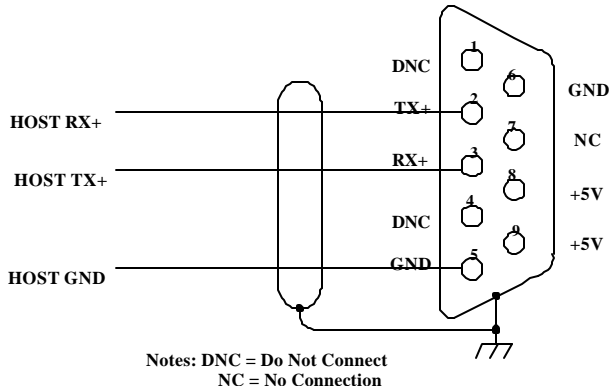 1
DNC
6
GND
TX+
2
HOST RX+
7
NC
RX+
3
HOST TX+
8
+5V
4
DNC
9
+5V
GND
5
HOST GND
Notes: DNC = Do Not Connect
NC = No Connection